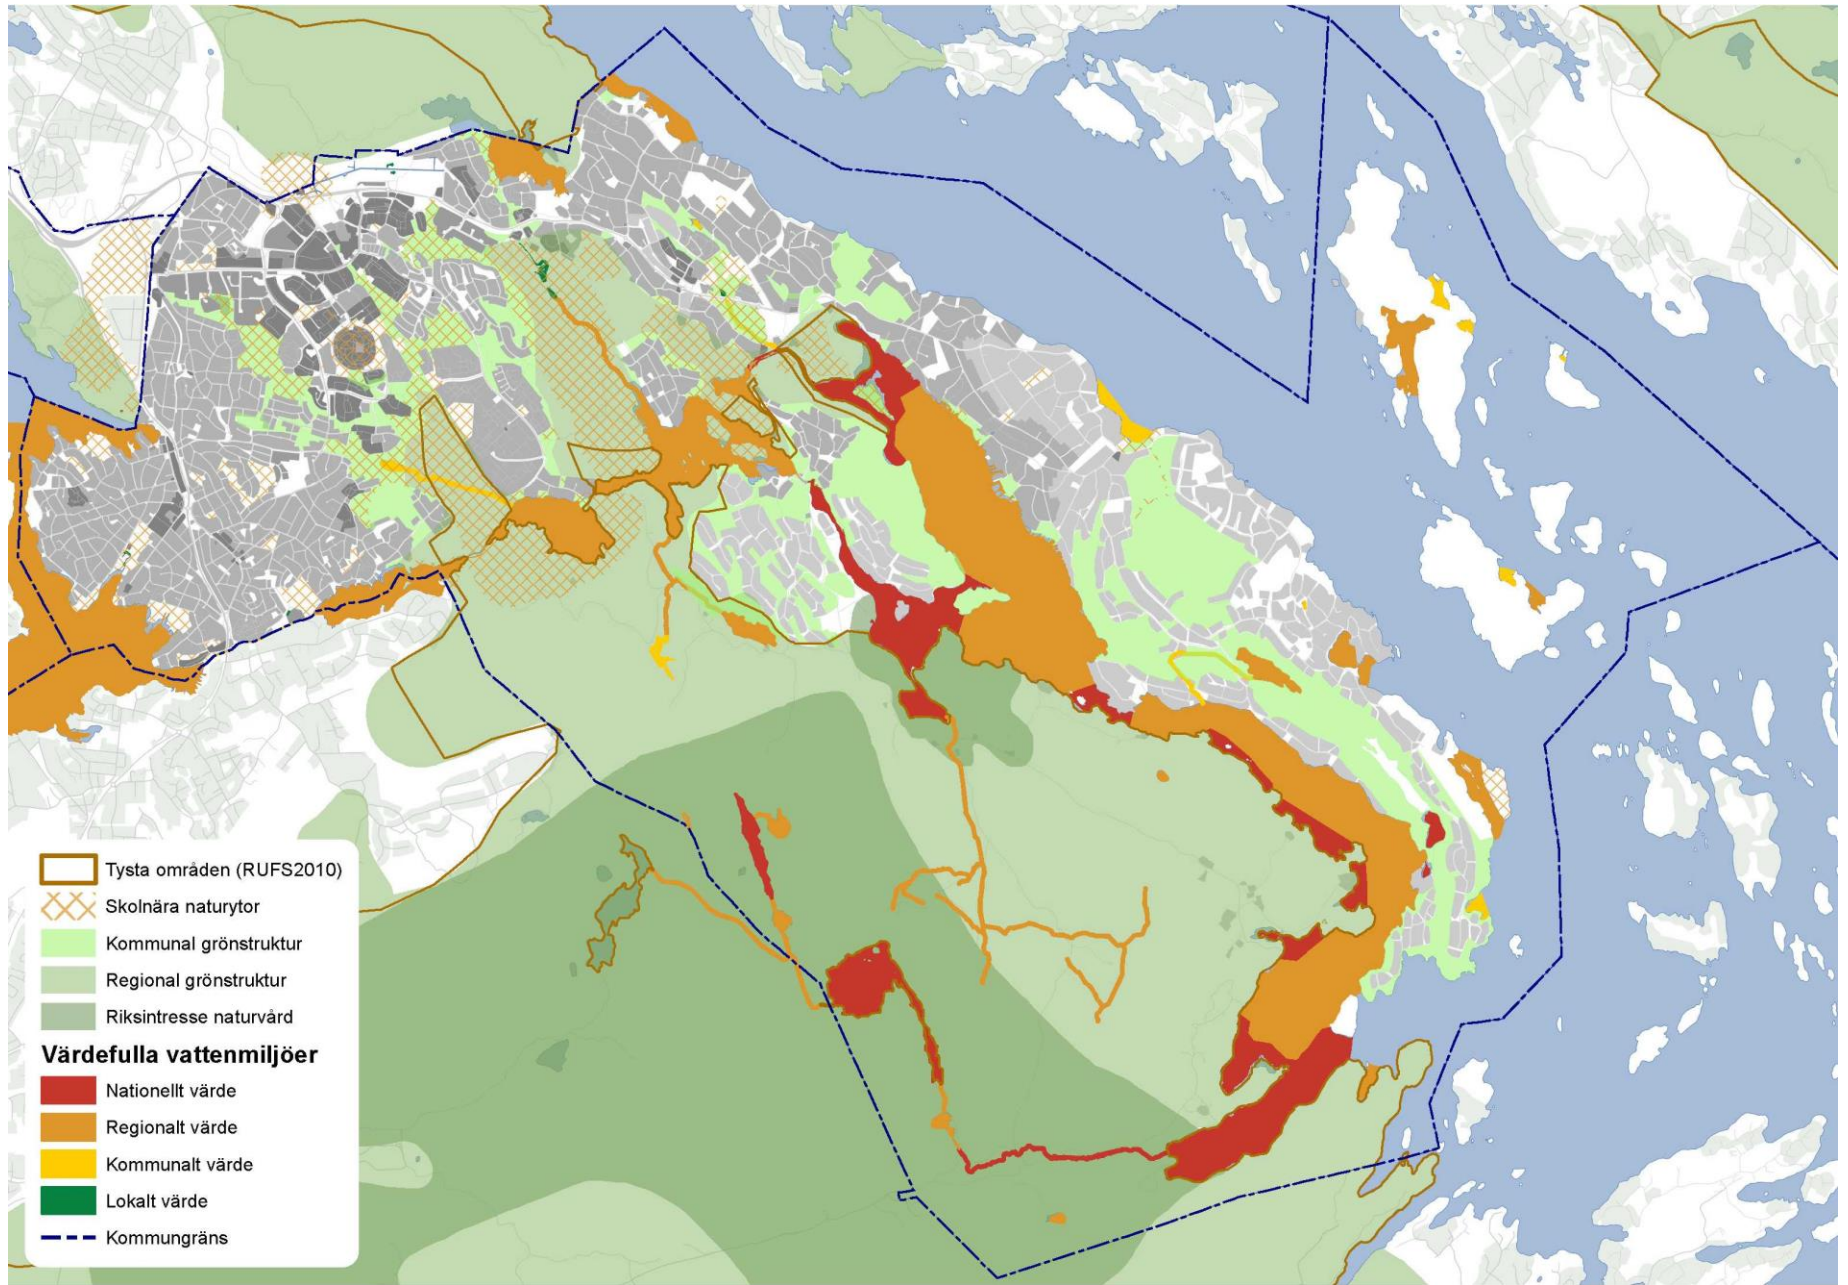 Tysta områden (RUFS2010)
Skolnära naturytor
Kommunal grönstruktur
Regional grönstruktur
Riksintresse naturvård
Värdefulla vattenmiljöer
Nationellt värde
Regionalt värde
Kommunalt värde
Lokalt värde
Kommungräns